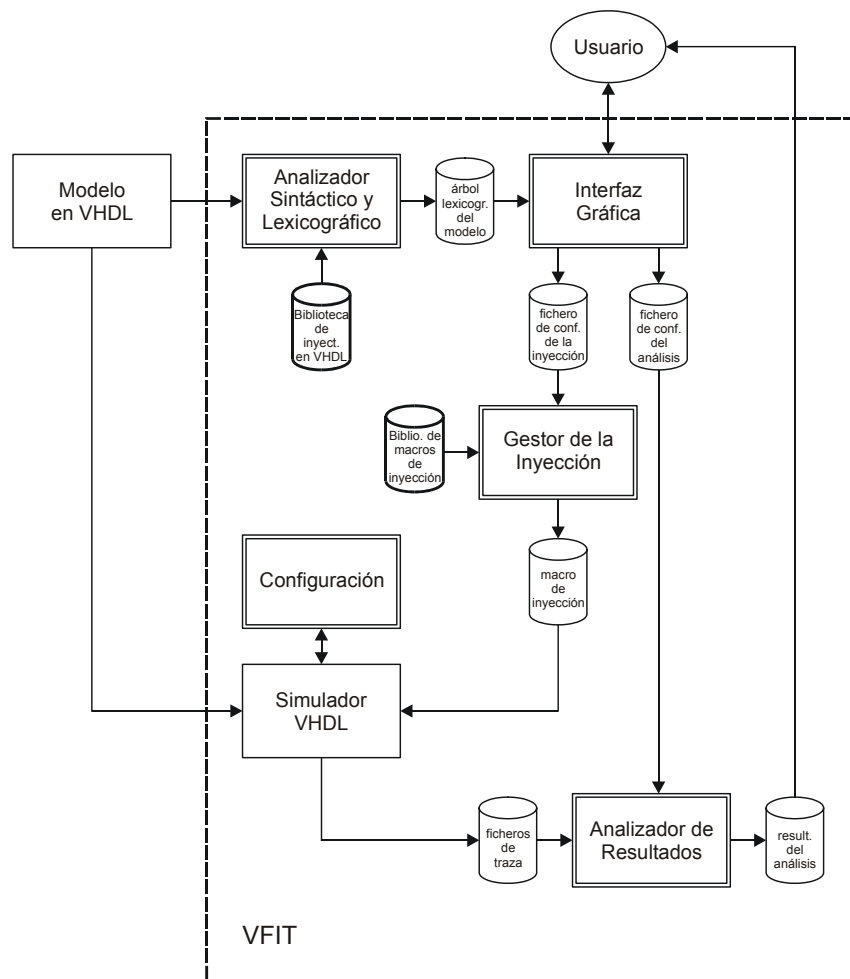 Usuario
Modelo
en VHDL
Analizador
Sintáctico y
Lexicográfico
árbol
lexicogr.
del
modelo
Interfaz
Gráfica
Biblioteca
de
inyect.
en VHDL
fichero
de conf.
de la
inyección
fichero
de conf.
del
análisis
Biblio. de
macros
de
inyección
Gestor de la
Inyección
Configuración
macro
de
inyección
Simulador
VHDL
ficheros
de
traza
Analizador de
Resultados
result.
del
análisis
VFIT